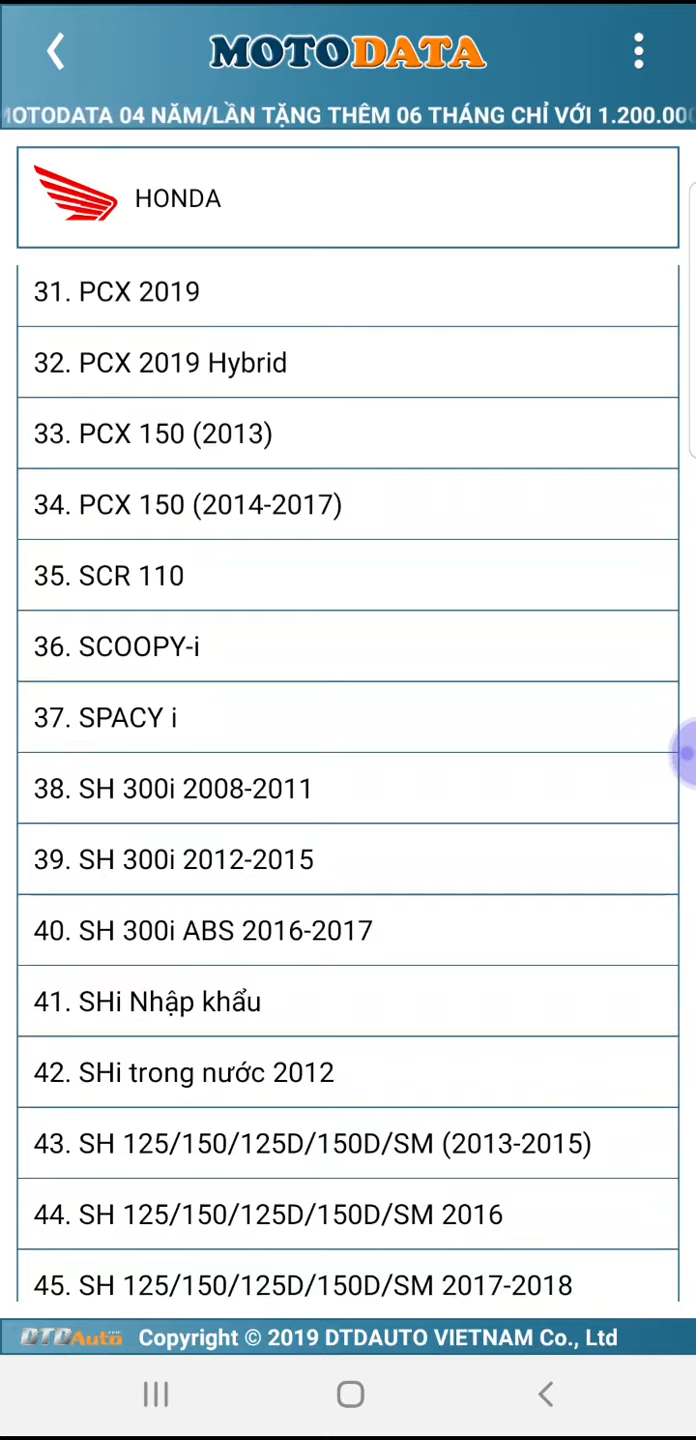 MOTODATA
MOTODATA 04 NĂM/LẦN TẶNG THÊM 06 THÁNG CHỈ VỚI 1.200.000
HONDA
31. PCX 2019
32. PCX 2019 Hybrid
33. PCX 150 (2013)
34. PCX 150 (2014-2017)
35. SCR 110
36. SCOOPY-i
37. SPACY i
38. SH 300i 2008-2011
39. SH 300i 2012-2015
40. SH 300i ABS 2016-2017
41. SHi Nhập khẩu
42. SHi trong nước 2012
43. SH 125/150/125D/150D/SM (2013-2015)
44. SH 125/150/125D/150D/SM 2016
45. SH 125/150/125D/150D/SM 2017-2018
DTDAuto Copyright © 2019 DTDAUTO VIETNAM Co., Ltd